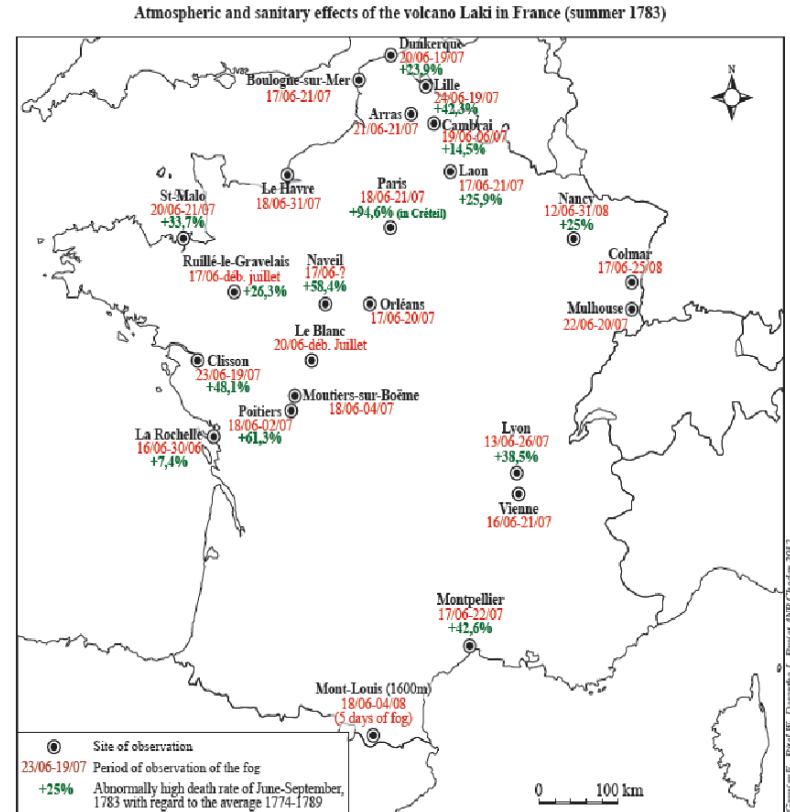 Atmospheric and sanitary effects of the volcano Laki in France (summer 1783)
Dunkerque
20/06-19/07
+23,9%
Boulogne-sur-Mer
17/06-21/07
Lille
24/06-19/07
+42,3%
Arras
21/06-21/07
Cambrai
19/06-06/07
+14,5%
N
Laon
17/06-21/07
+25,9%
Le Havre
18/06-31/07
Paris
18/06-21/07
+94,6% (in Créteil)
St-Malo
20/06-21/07
+33,7%
Nancy
12/06-31/08
+25%
Colmar
17/06-25/08
Ruillé-le-Gravelais
17/06-déb. juillet
+26,3%
Naveil
17/06-?
+58,4%
Orléans
17/06-20/07
Mulhouse
22/06-20/07
Le Blanc
20/06-déb. Juillet
Clisson
23/06-19/07
+48,1%
Moutiers-sur-Boëme
18/06-04/07
Poitiers
18/06-02/07
+61,3%
La Rochelle
16/06-30/06
+7,4%
Lyon
13/06-26/07
+38,5%
Vienne
16/06-21/07
Montpellier
17/06-22/07
+42,6%
Mont-Louis (1600m)
18/06-04/08
(5 days of fog)
Site of observation
23/06-19/07 Period of observation of the fog
+25% Abnormally high death rate of June-September,
1783 with regard to the average 1774-1789
0 100 km